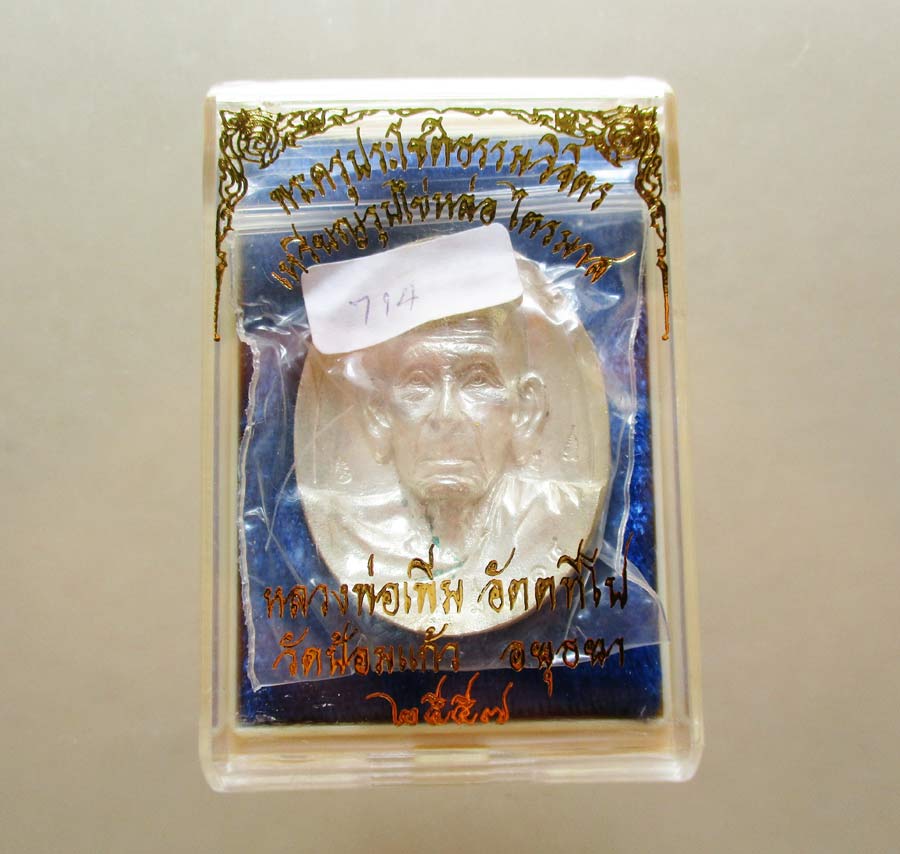 พระครูประโชติธรรมวิจิตร
เหรียญรูปไข่หล่อ ไตรมาส
794
หลวงพ่อเพิ่ม อัตตทีโป
วัดป้อมแก้ว อยุธยา
๒๕๕๗